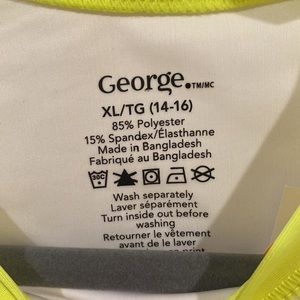 George.TM/MC
XL/TG (14-16)
85% Polyester
15% Spandex/Élasthanne
Made in Bangladesh
Fabriqué au Bangladesh
Wash separately
Laver séparément
Turn inside out before
washing
Retourner le vêtement
avant de le laver